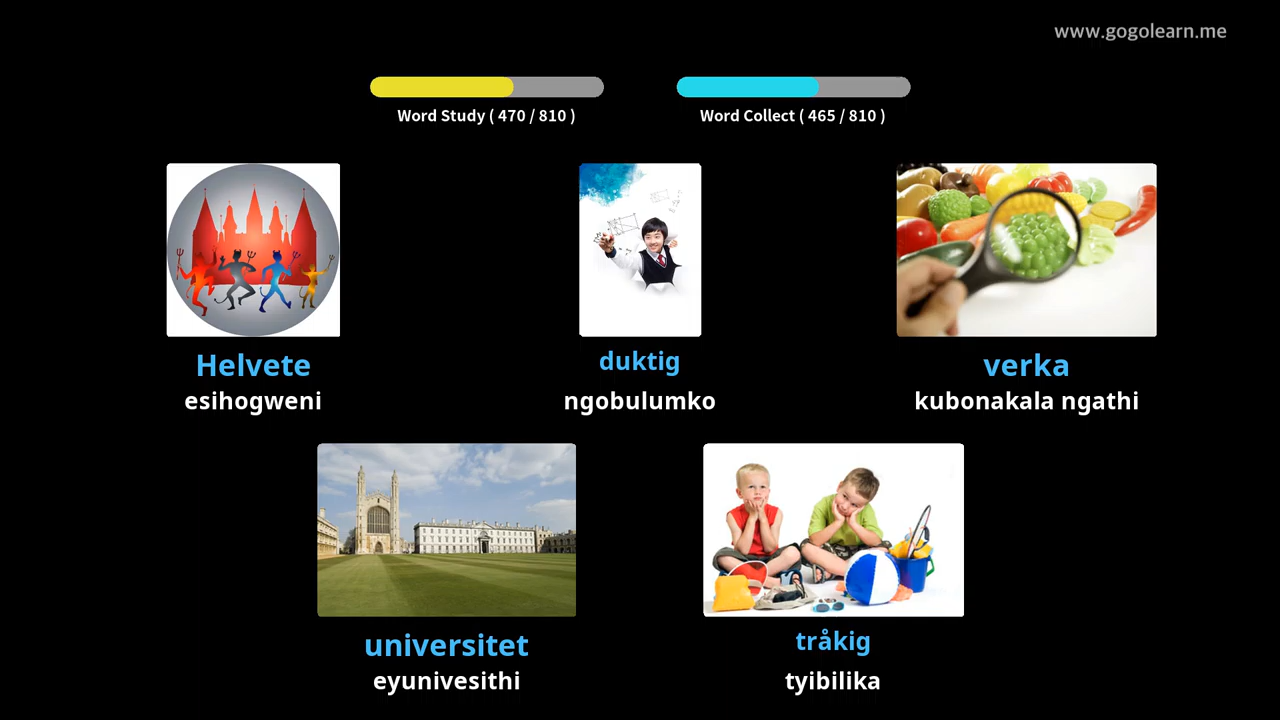 www.gogolearn.me
Word Study ( 470 / 810 )
Word Collect ( 465 / 810 )
Helvete
esihogweni
duktig
ngobulumko
verka
kubonakala ngathi
universitet
eyunivesithi
tråkig
tyibilika